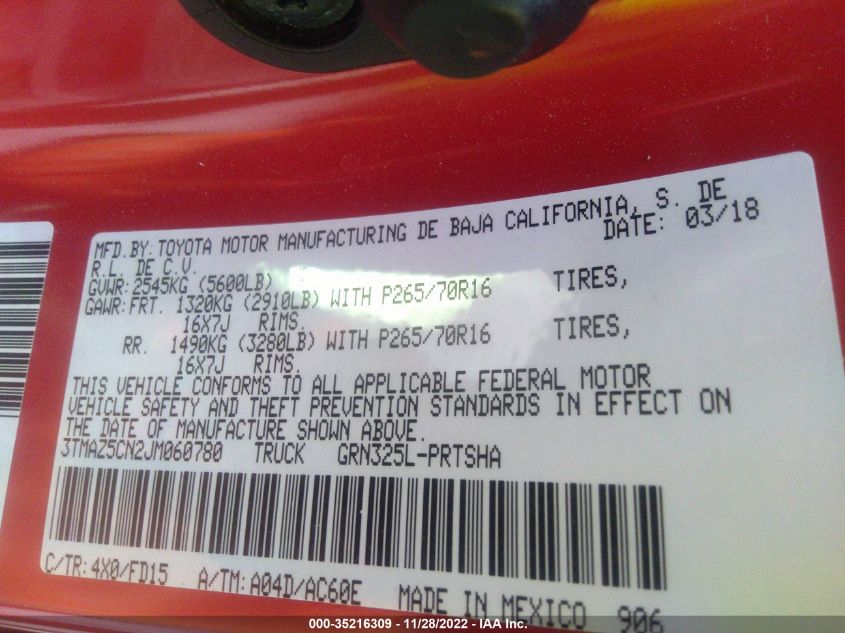 MFD.BY: TOYOTA MOTOR MANUFACTURING DE BAJA CALIFORNIA, S. DE
R.L. DE C.V. DATE: 03/18
GVWR: 2545KG (5600LB)
GAWR: FRT. 1320KG (2910LB) WITH P265/70R16 TIRES,
16X7J RIMS.
RR. 1490KG (3280LB) WITH P265/70R16 TIRES,
16X7J RIMS.
THIS VEHICLE CONFORMS TO ALL APPLICABLE FEDERAL MOTOR
VEHICLE SAFETY AND THEFT PREVENTION STANDARDS IN EFFECT ON
THE DATE OF MANUFACTURE SHOWN ABOVE.
3TMAZ5CN2JM060780 TRUCK GRN325L-PRTSHA
C/TR: 4X0/FD15 A/TM: A04D/AC60E MADE IN MEXICO 906
000-35216309 - 11/28/2022 - IAA Inc.